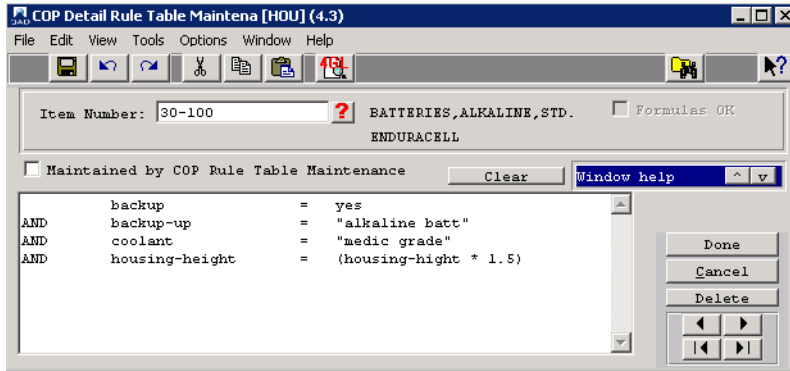 COP Detail Rule Table Maintena [HOU] (4.3)
File Edit View Tools Options Window Help
Item Number: 30-100 ? BATTERIES,ALKALINE,STD. Formulas OK
ENDURACELL
Maintained by COP Rule Table Maintenance Clear Window help
backup = yes
AND backup-up = "alkaline batt"
AND coolant = "medic grade"
AND housing-height = (housing-hight * 1.5)
Done
Cancel
Delete